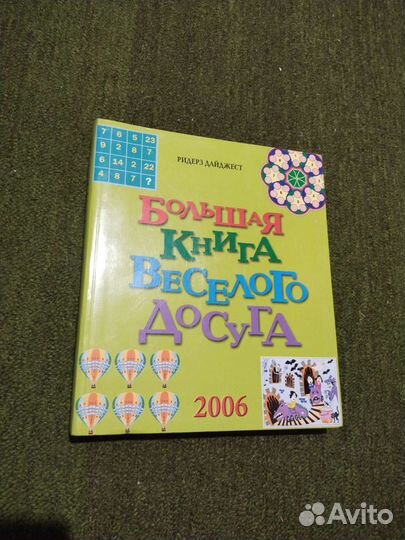 7 6 5 23
9 2 8 7
6 14 2 22
4 8 7 ?
РИДЕРЗ ДАЙДЖЕСТ
БОЛЬШАЯ
КНИГА
ВЕСЕЛОГО
ДОСУГА
2006
Avito